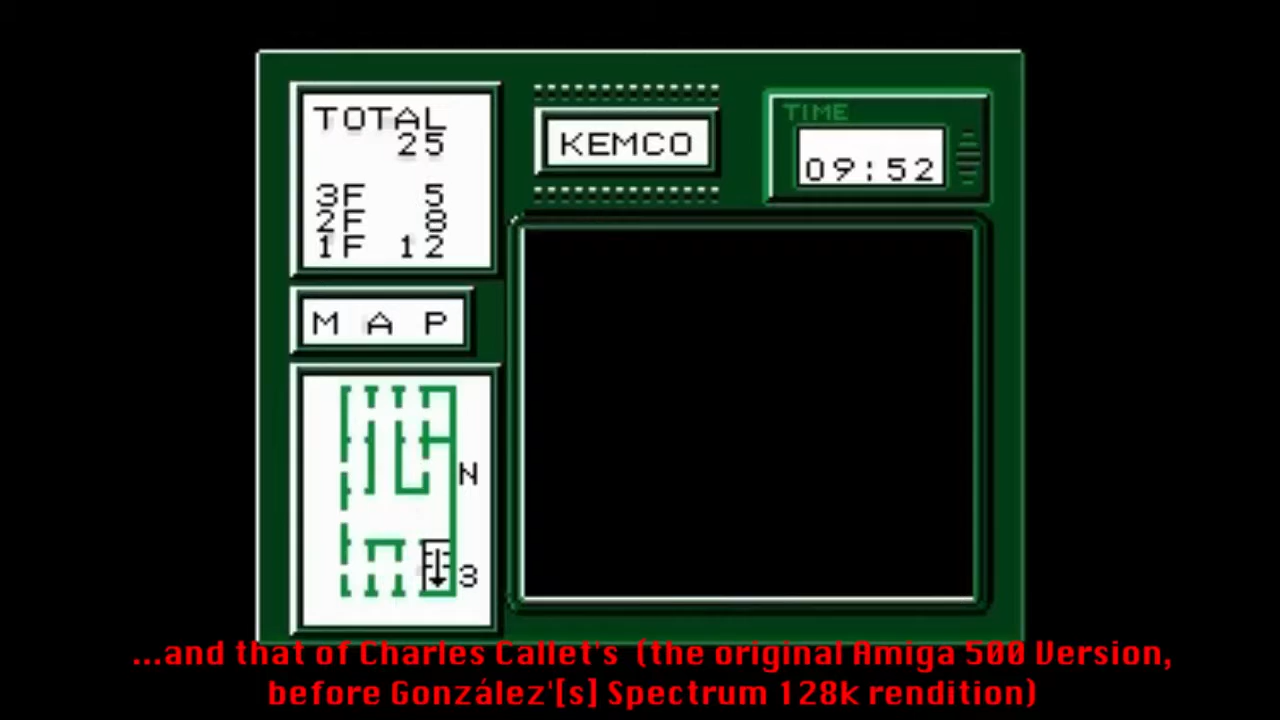 TOTAL
25
3F 5
2F 8
1F 12
KEMCO
TIME
09:52
M A P
N
3
...and that of Charles Callet's (the original Amiga 500 Version,
before González'[s] Spectrum 128k rendition)